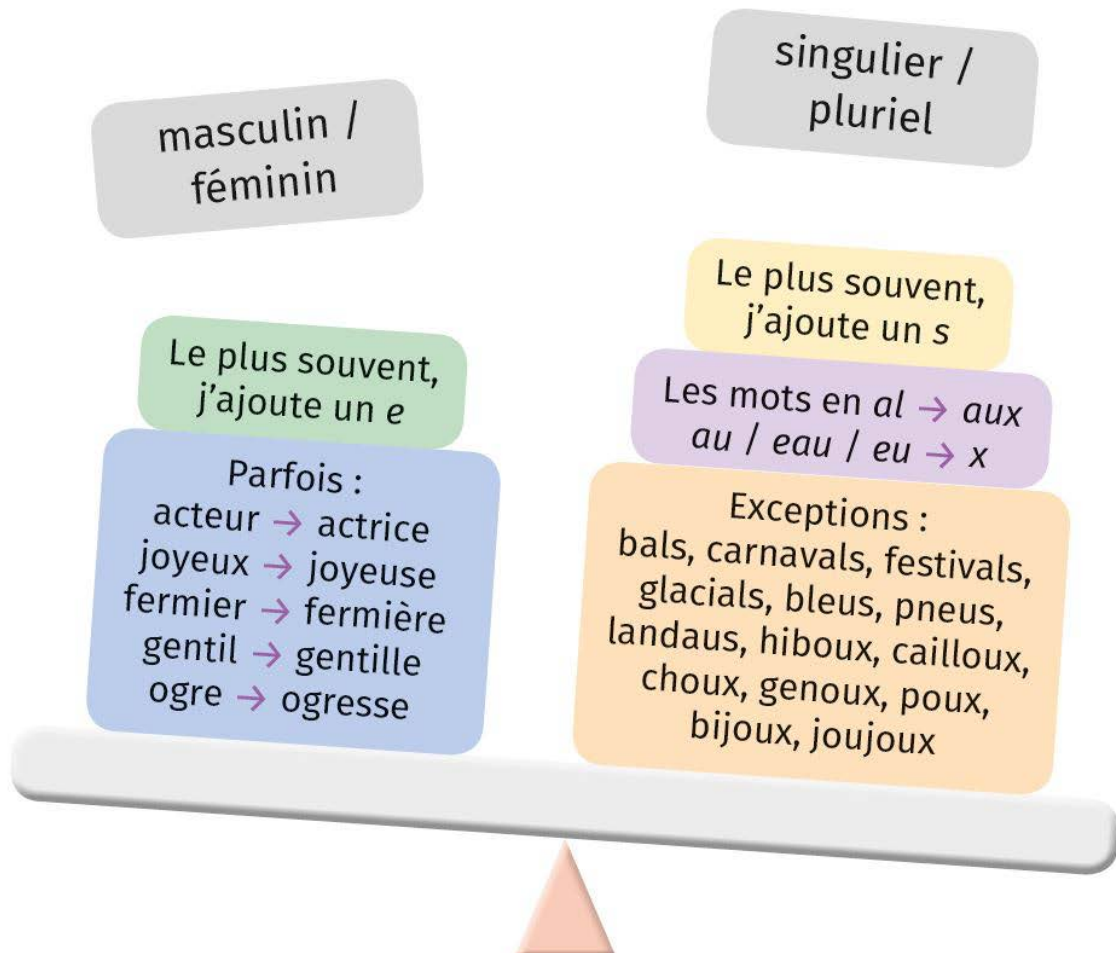 masculin /
féminin
Le plus souvent,
j'ajoute un e
Parfois :
acteur → actrice
joyeux → joyeuse
fermier → fermière
gentil → gentille
ogre → ogresse
singulier /
pluriel
Le plus souvent,
j'ajoute un s
Les mots en al → aux
au / eau / eu → x
Exceptions :
bals, carnavals, festivals,
glacials, bleus, pneus,
landaus, hiboux, cailloux,
choux, genoux, poux,
bijoux, joujoux